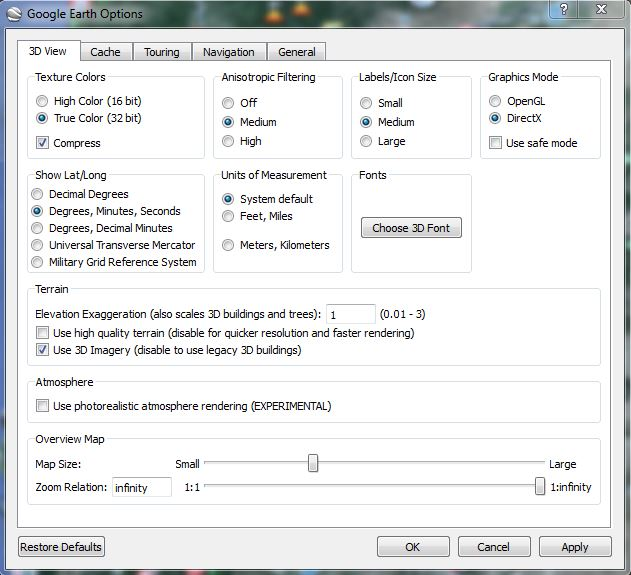 Google Earth Options
3D View Cache Touring Navigation General
Texture Colors
High Color (16 bit)
True Color (32 bit)
Compress
Anisotropic Filtering
Off
Medium
High
Labels/Icon Size
Small
Medium
Large
Graphics Mode
OpenGL
DirectX
Use safe mode
Show Lat/Long
Decimal Degrees
Degrees, Minutes, Seconds
Degrees, Decimal Minutes
Universal Transverse Mercator
Military Grid Reference System
Units of Measurement
System default
Feet, Miles
Meters, Kilometers
Fonts
Choose 3D Font
Terrain
Elevation Exaggeration (also scales 3D buildings and trees): 1 (0.01 - 3)
Use high quality terrain (disable for quicker resolution and faster rendering)
Use 3D Imagery (disable to use legacy 3D buildings)
Atmosphere
Use photorealistic atmosphere rendering (EXPERIMENTAL)
Overview Map
Map Size: Small Large
Zoom Relation: infinity 1:1 1:infinity
Restore Defaults OK Cancel Apply